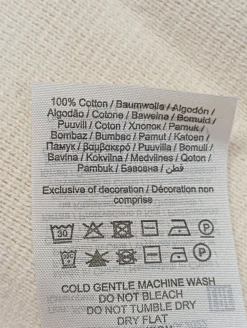 100% Cotton / Baumwolle / Algodón /
Algodão / Cotone / Bawełna / Bomuld /
Puuvill / Coton / Хлопок / Pamuk /
Bombaz / Bumbac / Pamut / Katoen /
Памук / βαμβακερό / Puuvilla / Bomull /
Bavlna / Kokvilna / Medvilnės / Qoton /
Pambuk / Бавовна / قطن
Exclusive of decoration / Décoration non
comprise
30 P
P
COLD GENTLE MACHINE WASH
DO NOT BLEACH
DO NOT TUMBLE DRY
DRY FLAT